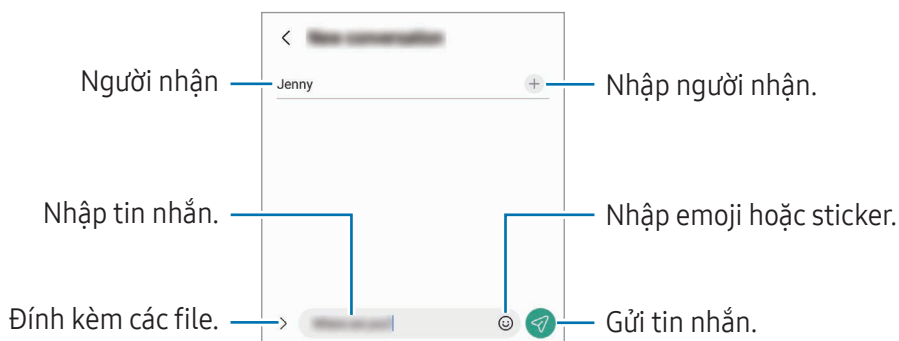 Người nhận
Jenny
Nhập người nhận.
Nhập tin nhắn.
Nhập emoji hoặc sticker.
Đính kèm các file.
Gửi tin nhắn.